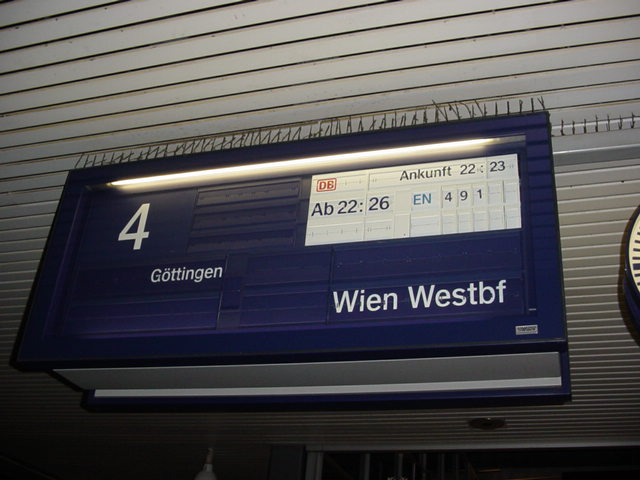 DB Ankunft 22:23
4 Ab 22:26 EN 491
Göttingen
Wien Westbf